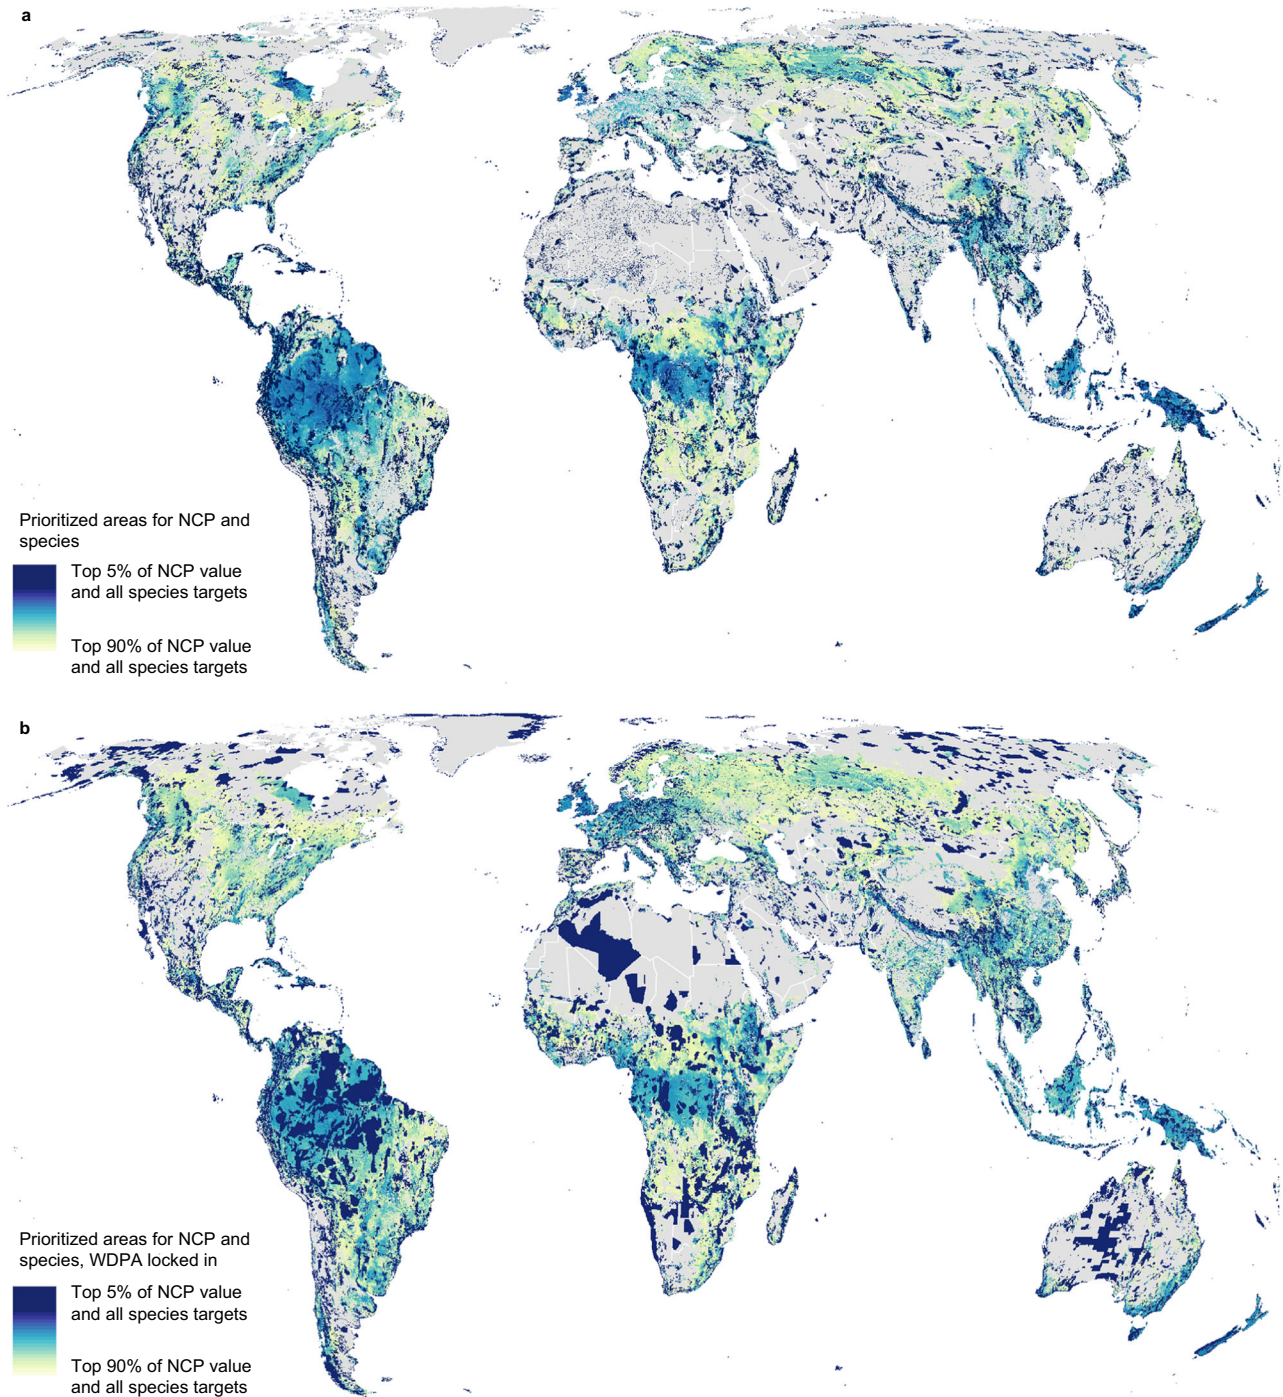 a
Prioritized areas for NCP and
species
Top 5% of NCP value
and all species targets
Top 90% of NCP value
and all species targets
b
Prioritized areas for NCP and
species, WDPA locked in
Top 5% of NCP value
and all species targets
Top 90% of NCP value
and all species targets